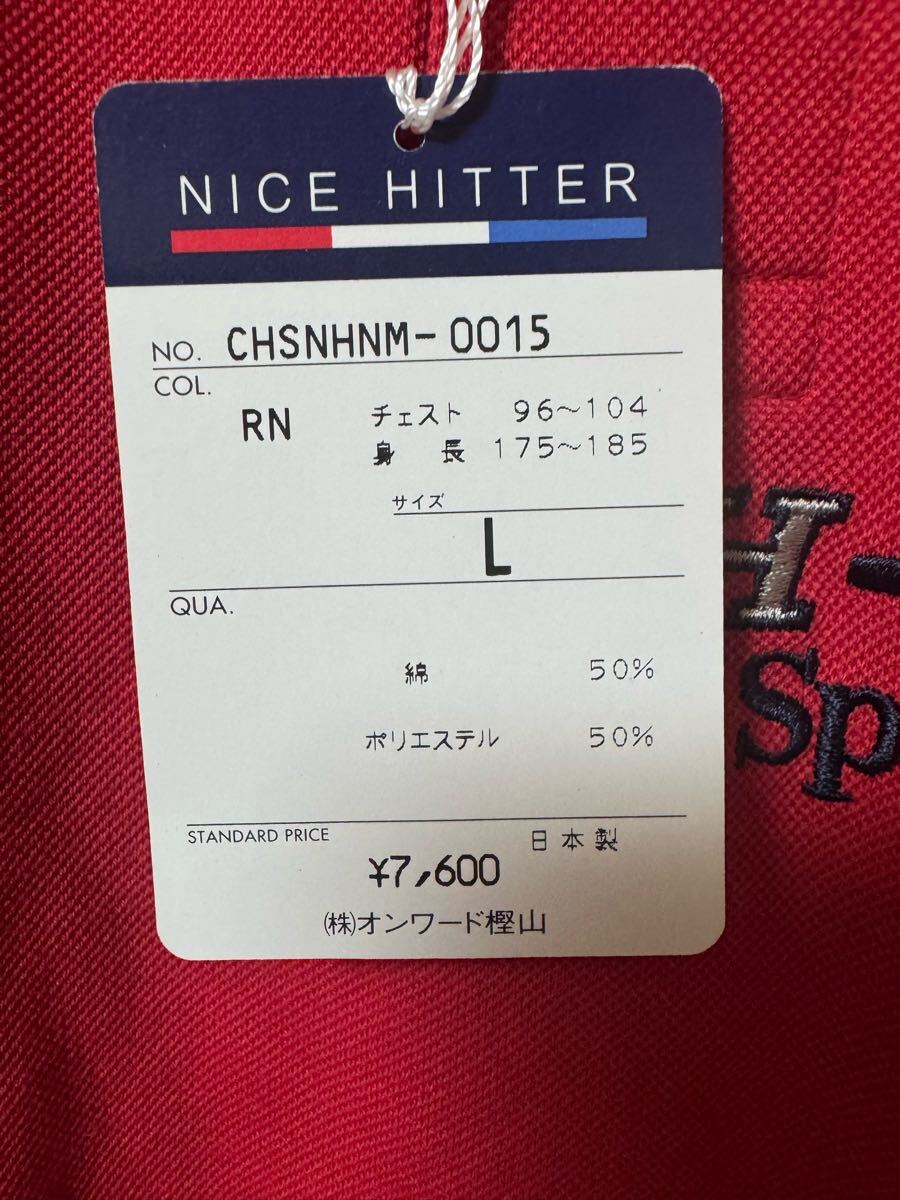 NICE HITTER
NO. CHSNHNM-0015
COL.
RN
チェスト 96~104
身長 175~185
サイズ
L
QUA.
綿 50%
ポリエステル 50%
STANDARD PRICE
日本製
¥7,600
㈱オンワード樫山
H-
Sp